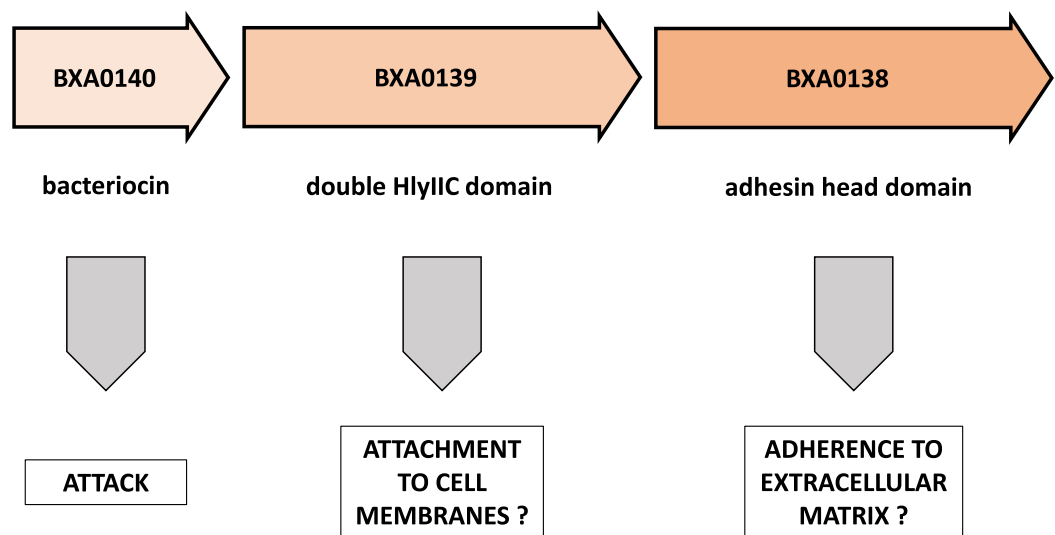 BXA0140 BXA0139 BXA0138
bacteriocin double HlyIIC domain adhesin head domain
ATTACK
ATTACHMENT
TO CELL
MEMBRANES ?
ADHERENCE TO
EXTRACELLULAR
MATRIX ?